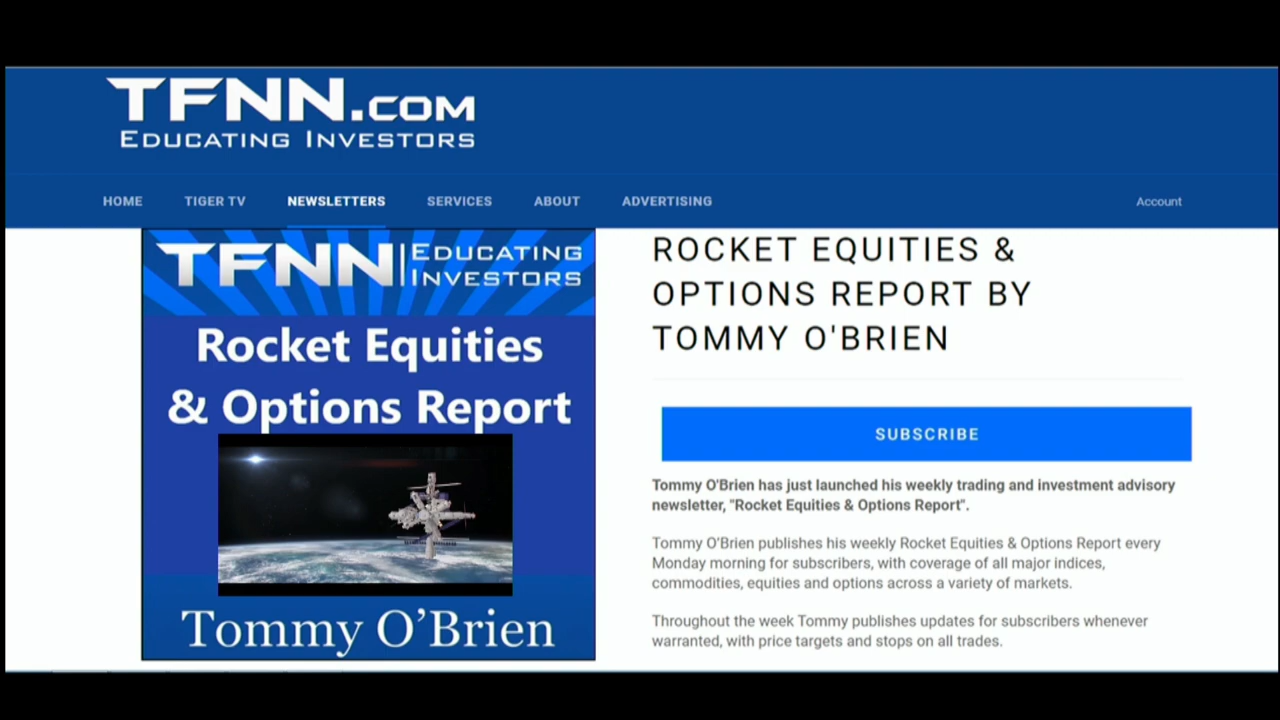 TFNN.COM
EDUCATING INVESTORS
HOME TIGER TV NEWSLETTERS SERVICES ABOUT ADVERTISING Account
TFNN EDUCATING
INVESTORS
Rocket Equities
& Options Report
Tommy O’Brien
ROCKET EQUITIES &
OPTIONS REPORT BY
TOMMY O'BRIEN
SUBSCRIBE
Tommy O'Brien has just launched his weekly trading and investment advisory
newsletter, "Rocket Equities & Options Report".
Tommy O’Brien publishes his weekly Rocket Equities & Options Report every
Monday morning for subscribers, with coverage of all major indices,
commodities, equities and options across a variety of markets.
Throughout the week Tommy publishes updates for subscribers whenever
warranted, with price targets and stops on all trades.